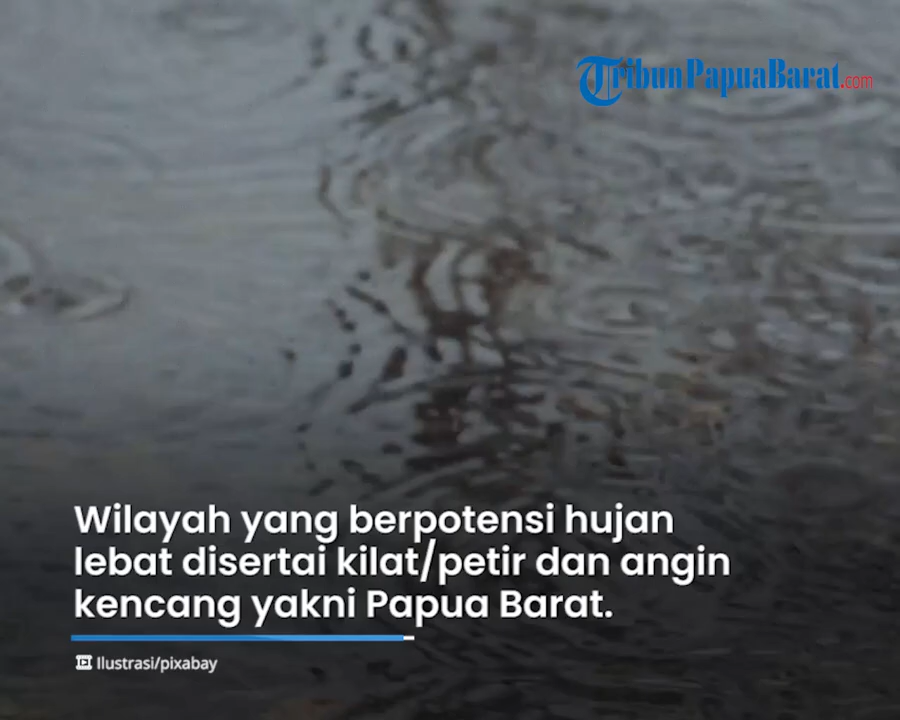 TribunPapuaBarat.com
Wilayah yang berpotensi hujan
lebat disertai kilat/petir dan angin
kencang yakni Papua Barat.
Ilustrasi/pixabay